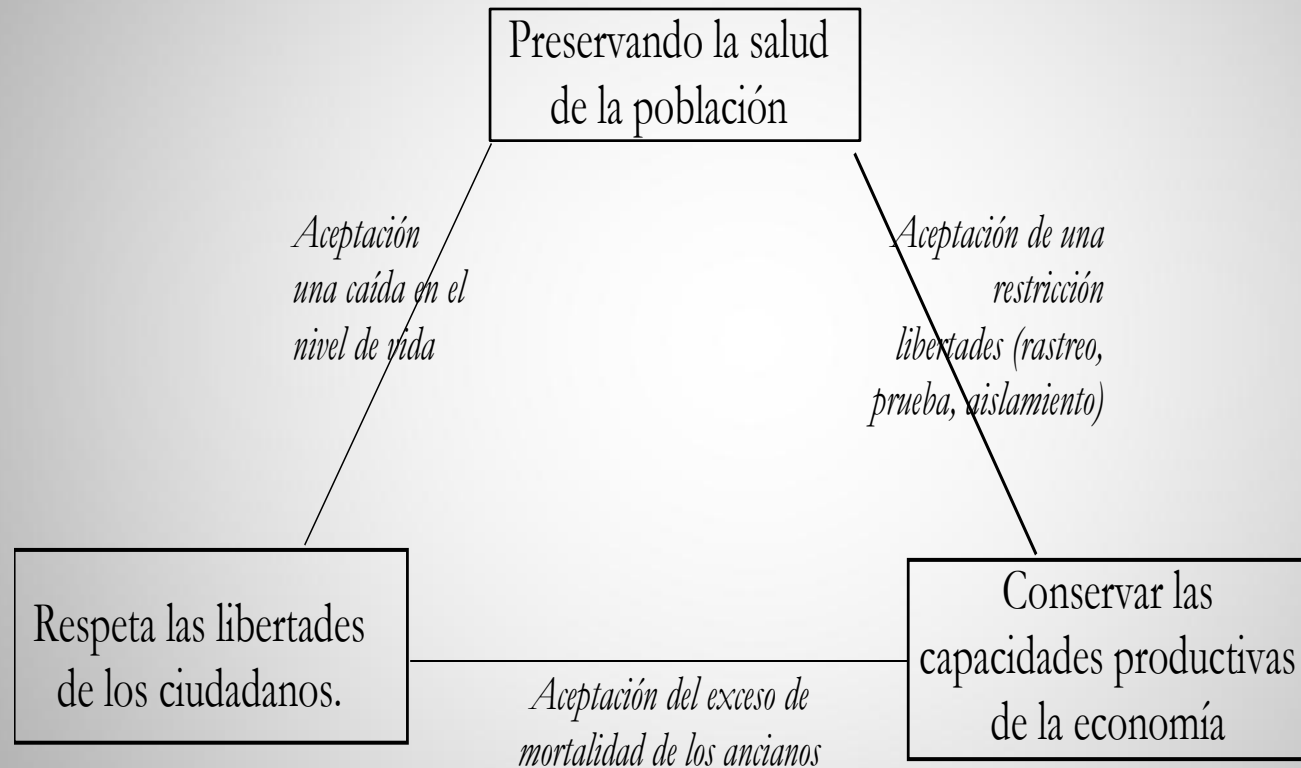 Preservando la salud
de la población
Aceptación
una caída en el
nivel de vida
Aceptación de una
restricción
libertades (rastreo,
prueba, aislamiento)
Respeta las libertades
de los ciudadanos.
Aceptación del exceso de
mortalidad de los ancianos
Conservar las
capacidades productivas
de la economía